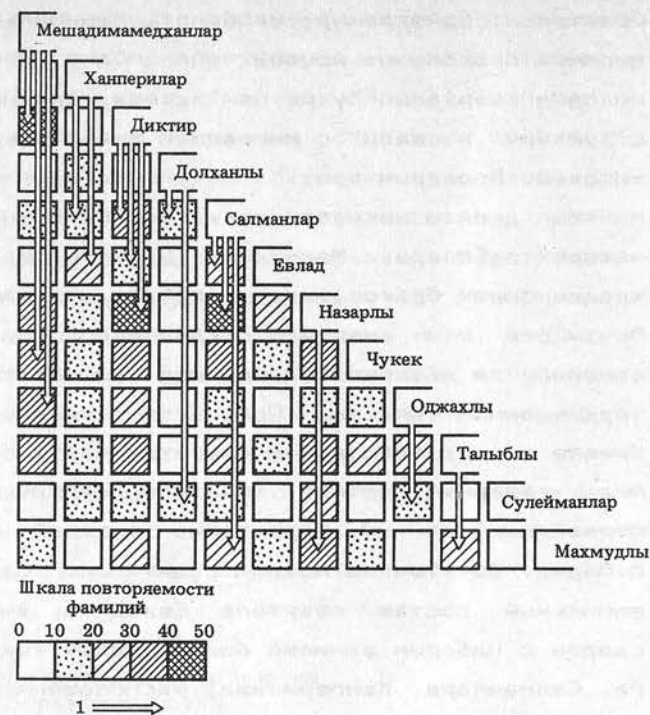 Мешадимамедханлар
Ханперилар
Диктир
Долханлы
Салманлар
Евлад
Назарлы
Чукек
Оджахлы
Талыблы
Сулейманлар
Махмудлы
Шкала повторяемости
фамилий
0 10 20 30 40 50
1